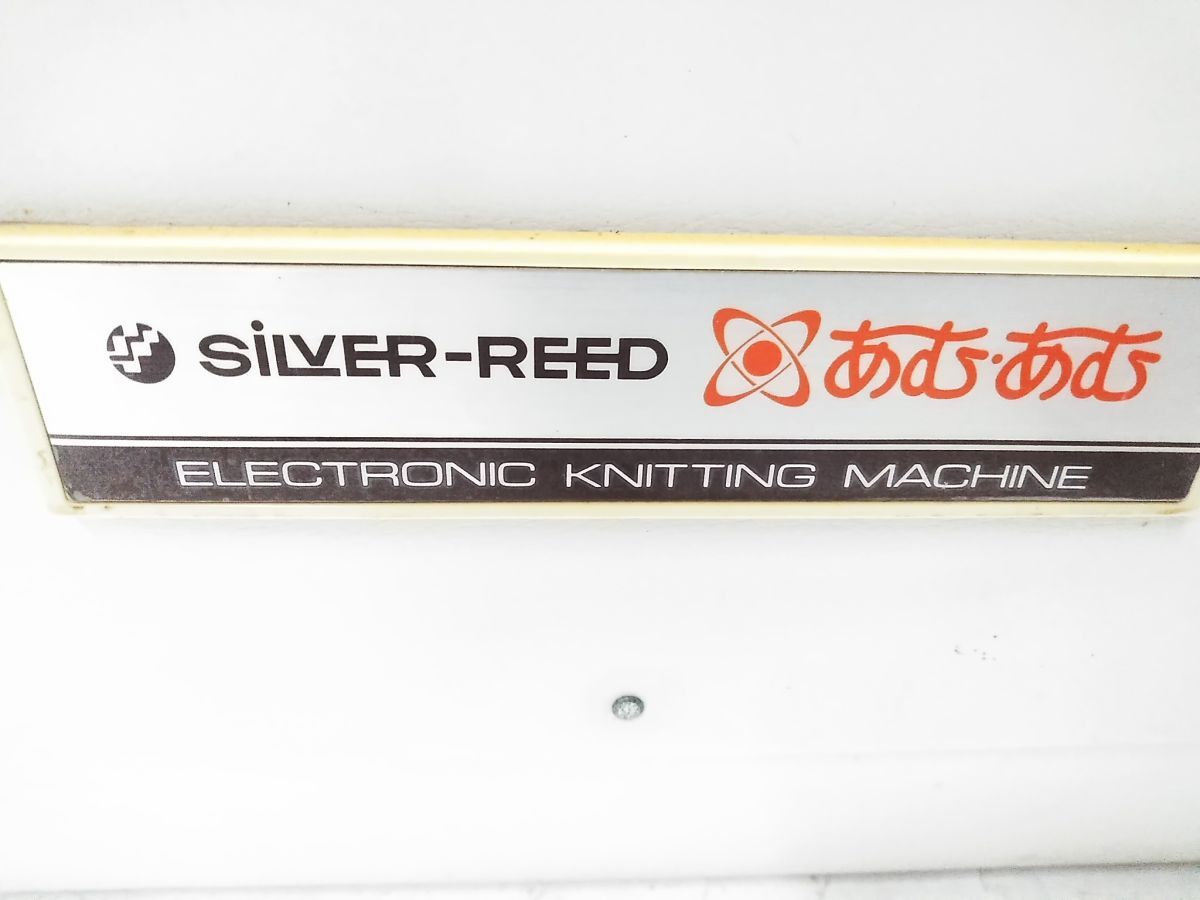 SiLVER-REED あむ・あむ
ELECTRONIC KNITTING MACHINE